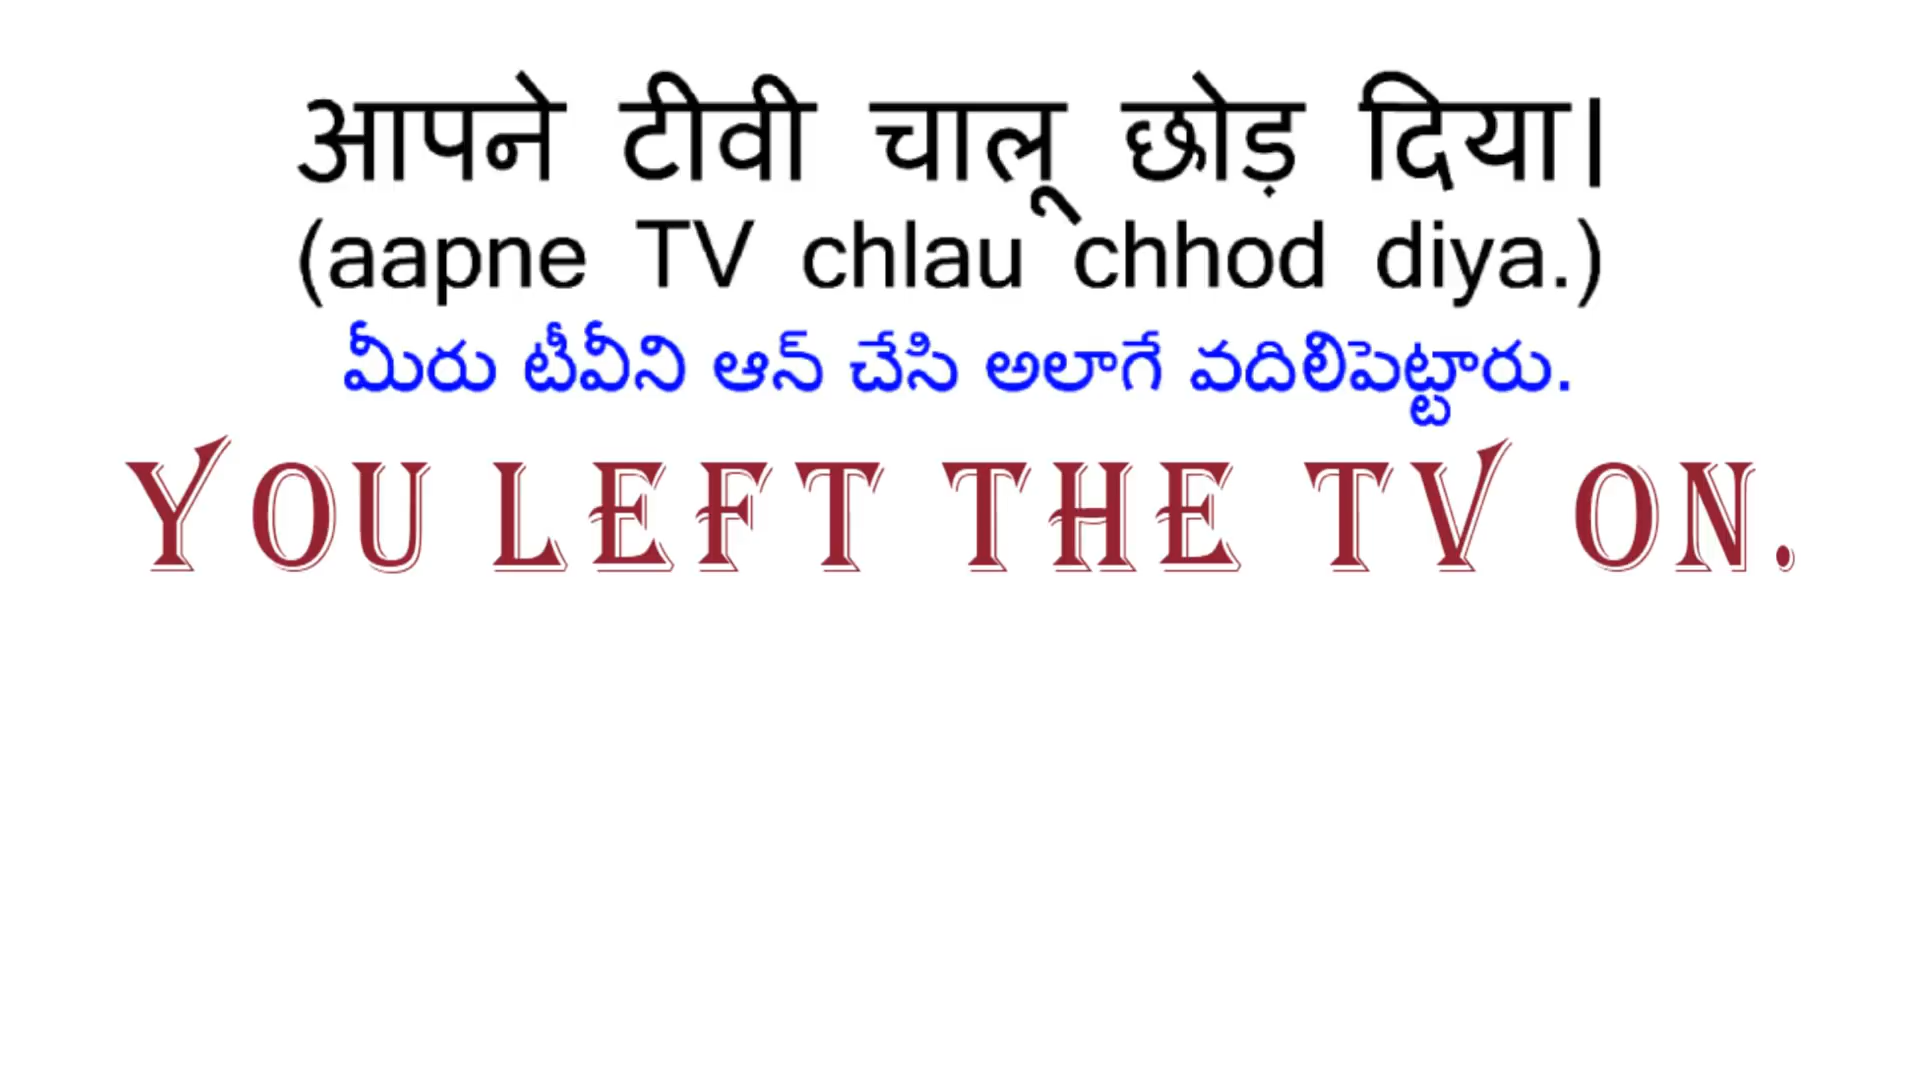 आपने टीवी चालू छोड़ दिया।
(aapne TV chlau chhod diya.)
మీరు టీవీని ఆన్ చేసి అలాగే వదిలిపెట్టారు.
YOU LEFT THE TV ON.